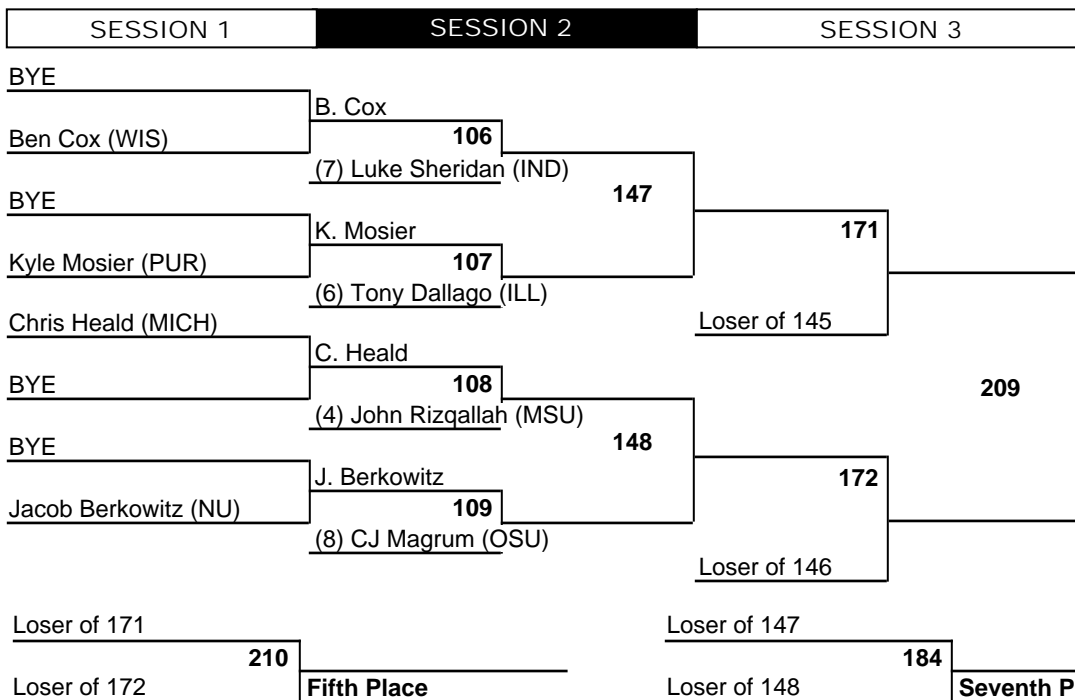 SESSION 1 SESSION 2 SESSION 3
BYE
B. Cox
Ben Cox (WIS) 106
(7) Luke Sheridan (IND)
BYE 147
K. Mosier 171
Kyle Mosier (PUR) 107
(6) Tony Dallago (ILL)
Chris Heald (MICH) Loser of 145
C. Heald
BYE 108 209
(4) John Rizqallah (MSU)
BYE 148
J. Berkowitz 172
Jacob Berkowitz (NU) 109
(8) CJ Magrum (OSU)
Loser of 146
Loser of 171 Loser of 147
210 184
Loser of 172 Fifth Place Loser of 148 Seventh P